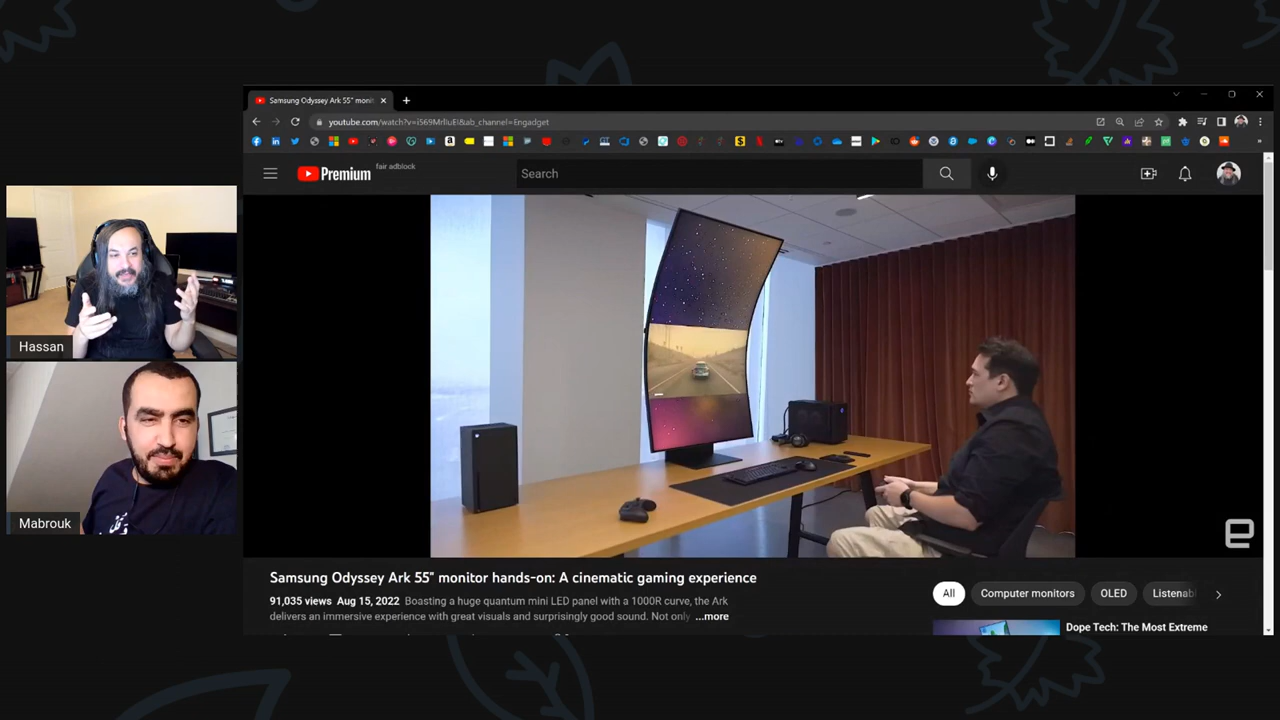 Samsung Odyssey Ark 55" monit
youtube.com/watch?v=i569MrlIuEI&ab_channel=Engadget
Premium
fair adblock
Search
Hassan
Mabrouk
Samsung Odyssey Ark 55" monitor hands-on: A cinematic gaming experience
91,035 views Aug 15, 2022 Boasting a huge quantum mini LED panel with a 1000R curve, the Ark
delivers an immersive experience with great visuals and surprisingly good sound. Not only ...more
All
Computer monitors
OLED
Listenab
Dope Tech: The Most Extreme